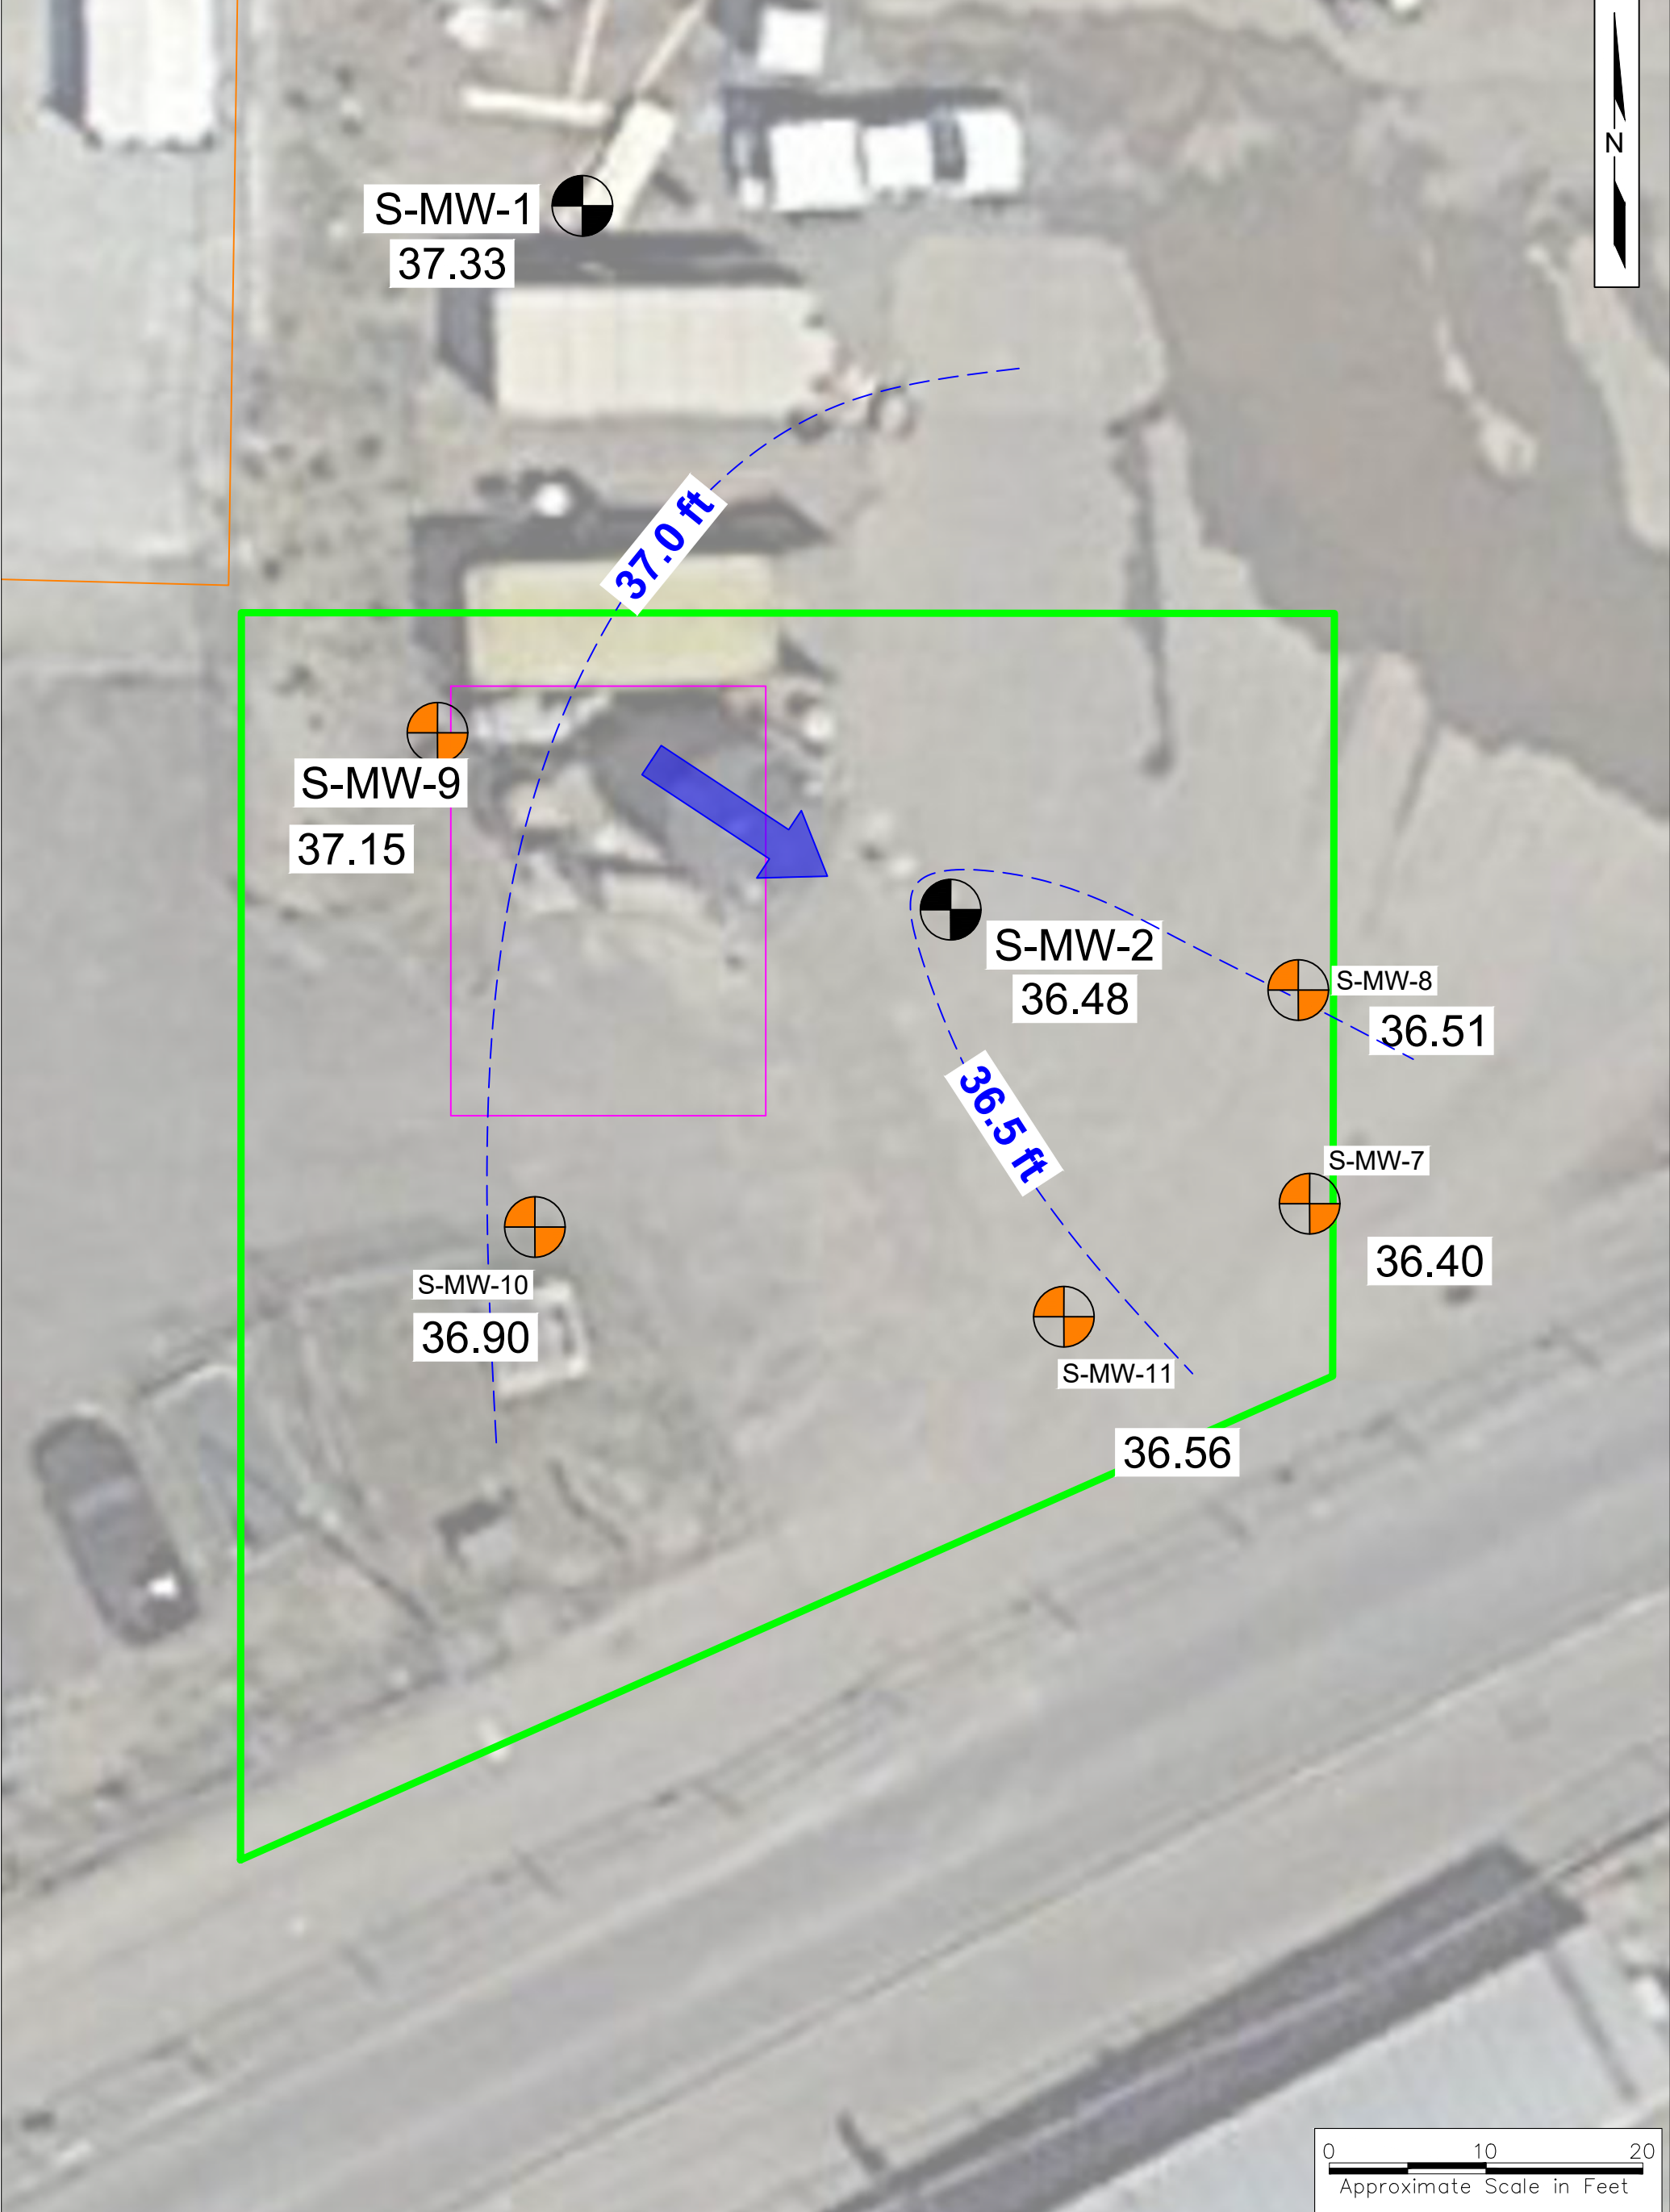 N
S-MW-1
37.33
37.0 ft
S-MW-9
37.15
S-MW-2
36.48
S-MW-8
36.51
36.5 ft
S-MW-7
36.40
S-MW-10
36.90
S-MW-11
36.56
0 10 20
Approximate Scale in Feet